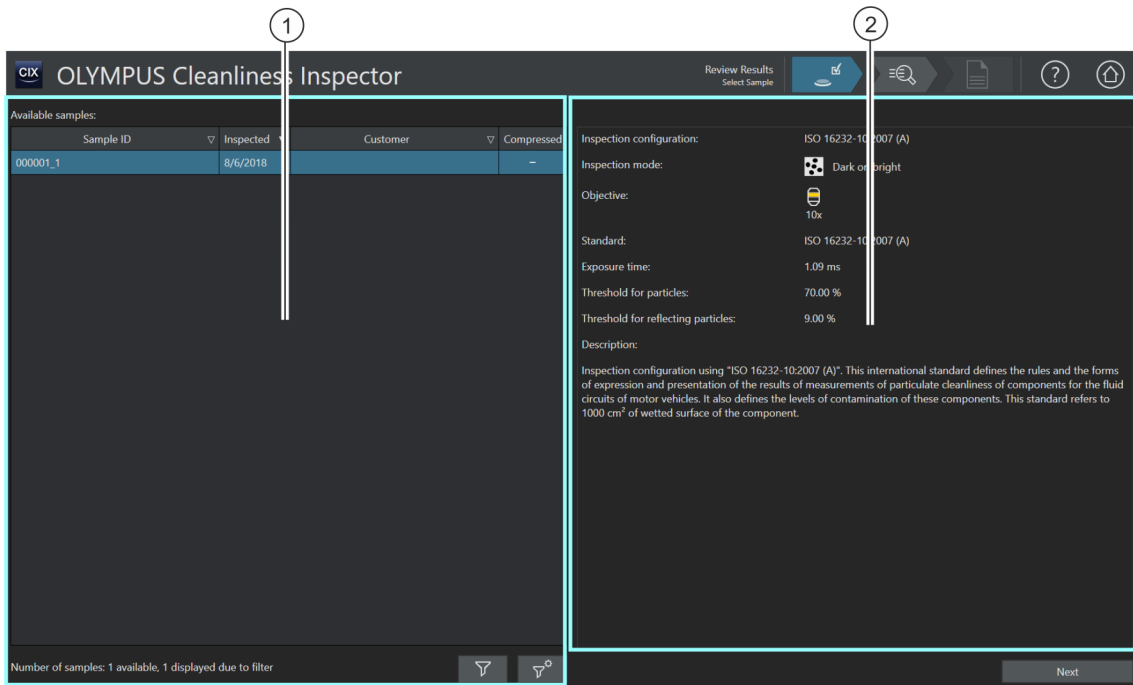 1
2
CIX
OLYMPUS Cleanliness Inspector
Review Results
Select Sample
?
Available samples:
Sample ID Inspected Customer Compressed
000001_1 8/6/2018 –
Number of samples: 1 available, 1 displayed due to filter
Inspection configuration: ISO 16232-10:2007 (A)
Inspection mode: Dark on bright
Objective:
10x
Standard: ISO 16232-10:2007 (A)
Exposure time: 1.09 ms
Threshold for particles: 70.00 %
Threshold for reflecting particles: 9.00 %
Description:
Inspection configuration using "ISO 16232-10:2007 (A)". This international standard defines the rules and the forms
of expression and presentation of the results of measurements of particulate cleanliness of components for the fluid
circuits of motor vehicles. It also defines the levels of contamination of these components. This standard refers to
1000 cm² of wetted surface of the component.
Next